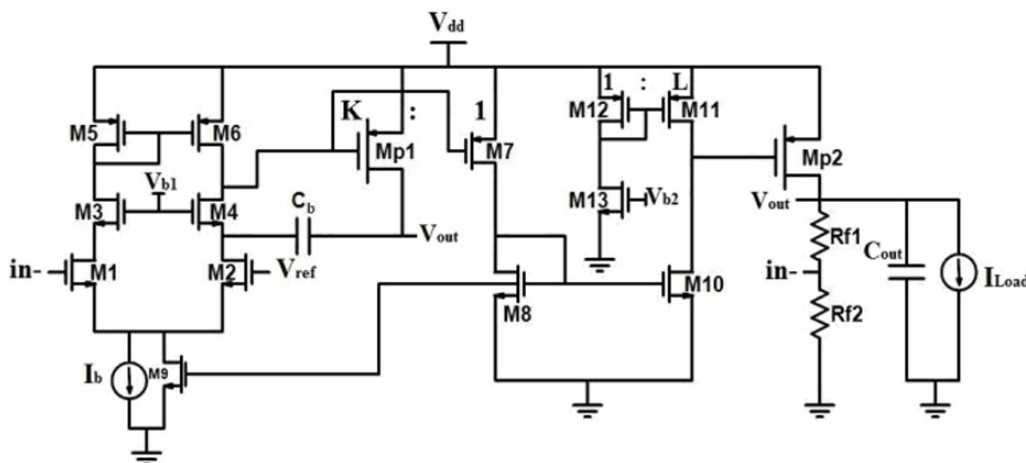 Vdd
1 : L
K : 1
M12 M11
M5 M6
Mp1 M7
Mp2
Vb1
M3 M4
Cb
M13 Vb2
Vout
Vout
Rf1
Cout
in- M1 M2 Vref
in-
ILoad
M8 M10
Rf2
Ib M9